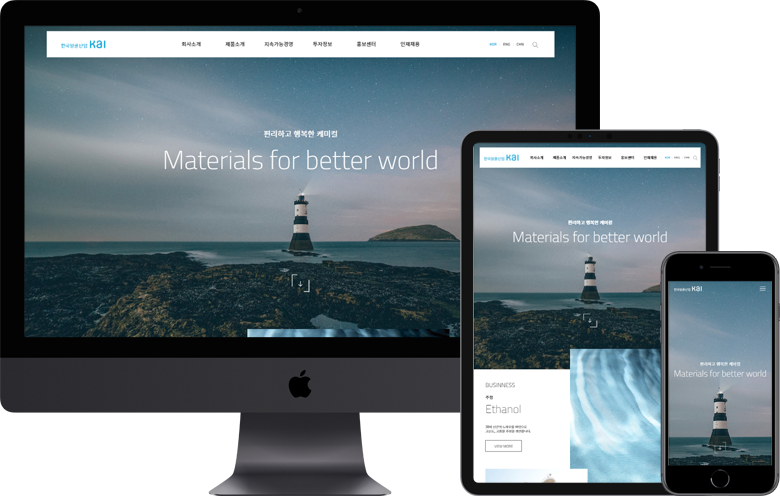 한국알콜산업 KAI
회사소개 제품소개 지속가능경영 투자정보 홍보센터 인재채용
KOR ENG CHN
편리하고 행복한 케미컬
Materials for better world
한국알콜산업 KAI
회사소개 제품소개 지속가능경영 투자정보 홍보센터 인재채용
KOR ENG CHN
편리하고 행복한 케미컬
Materials for better world
BUSINNESS
주정
Ethanol
VIEW MORE
한국알콜산업 KAI
편리하고 행복한 케미컬
Materials for better world